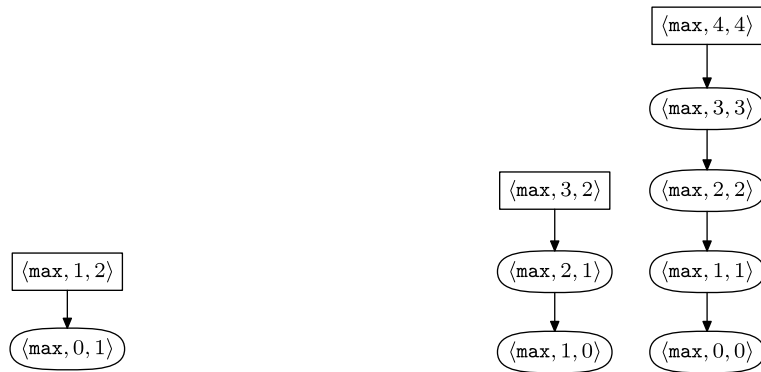 ⟨max, 4, 4⟩
⟨max, 3, 3⟩
⟨max, 3, 2⟩ ⟨max, 2, 2⟩
⟨max, 1, 2⟩ ⟨max, 2, 1⟩ ⟨max, 1, 1⟩
⟨max, 0, 1⟩ ⟨max, 1, 0⟩ ⟨max, 0, 0⟩